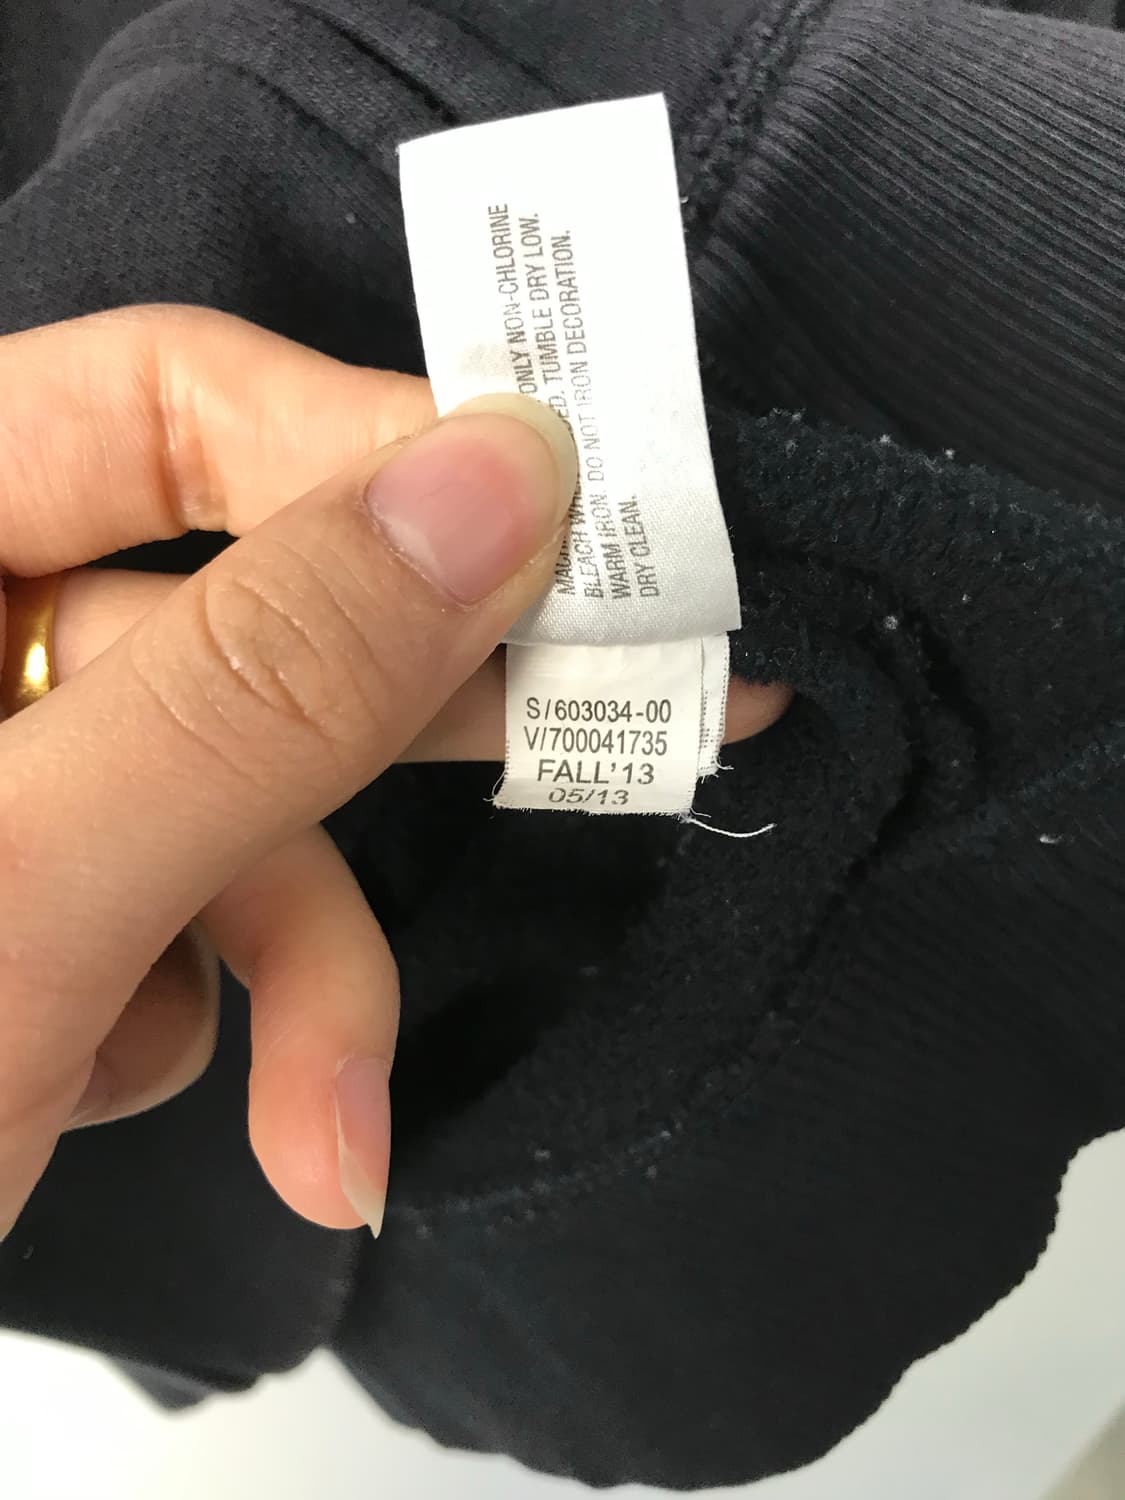 ONLY NON-CHLORINE
BLEACH TUMBLE DRY LOW.
WARM IRON. DO NOT IRON DECORATION.
DRY CLEAN.
S/603034-00
V/700041735
FALL'13
05/13